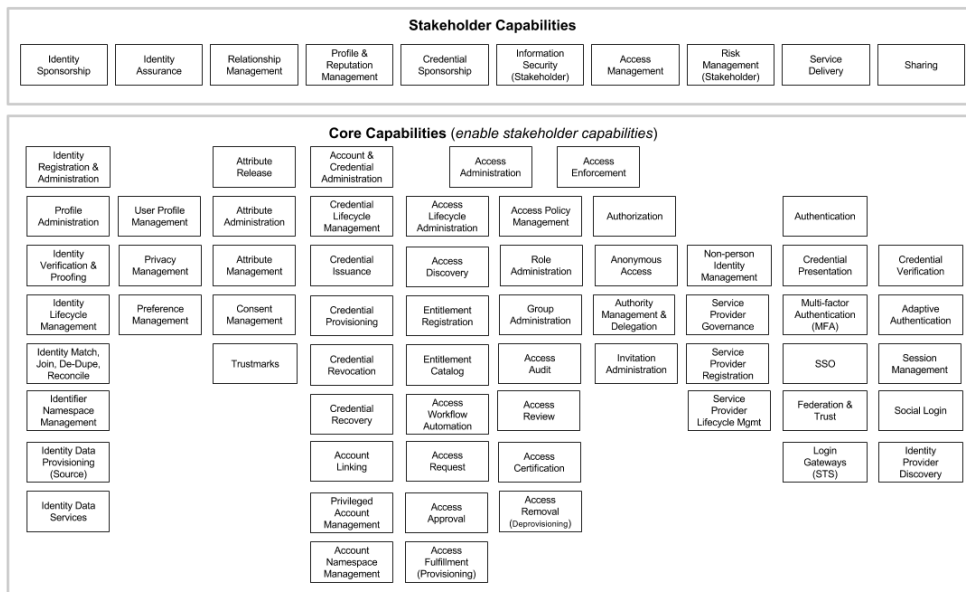 Stakeholder Capabilities
Identity
Sponsorship
Identity
Assurance
Relationship
Management
Profile &
Reputation
Management
Credential
Sponsorship
Information
Security
(Stakeholder)
Access
Management
Risk
Management
(Stakeholder)
Service
Delivery
Sharing
Core Capabilities (enable stakeholder capabilities)
Identity
Registration &
Administration
Attribute
Release
Account &
Credential
Administration
Access
Administration
Access
Enforcement
Profile
Administration
User Profile
Management
Attribute
Administration
Credential
Lifecycle
Management
Access
Lifecycle
Administration
Access Policy
Management
Authorization
Authentication
Identity
Verification &
Proofing
Privacy
Management
Attribute
Management
Credential
Issuance
Access
Discovery
Role
Administration
Anonymous
Access
Non-person
Identity
Management
Credential
Presentation
Credential
Verification
Identity
Lifecycle
Management
Preference
Management
Consent
Management
Credential
Provisioning
Entitlement
Registration
Group
Administration
Authority
Management &
Delegation
Service
Provider
Governance
Multi-factor
Authentication
(MFA)
Adaptive
Authentication
Identity Match,
Join, De-Dupe,
Reconcile
Trustmarks
Credential
Revocation
Entitlement
Catalog
Access
Audit
Invitation
Administration
Service
Provider
Registration
SSO
Session
Management
Identifier
Namespace
Management
Credential
Recovery
Access
Workflow
Automation
Access
Review
Service
Provider
Lifecycle Mgmt
Federation &
Trust
Social Login
Identity Data
Provisioning
(Source)
Account
Linking
Access
Request
Access
Certification
Login
Gateways
(STS)
Identity
Provider
Discovery
Identity Data
Services
Privileged
Account
Management
Access
Approval
Access
Removal
(Deprovisioning)
Account
Namespace
Management
Access
Fulfillment
(Provisioning)